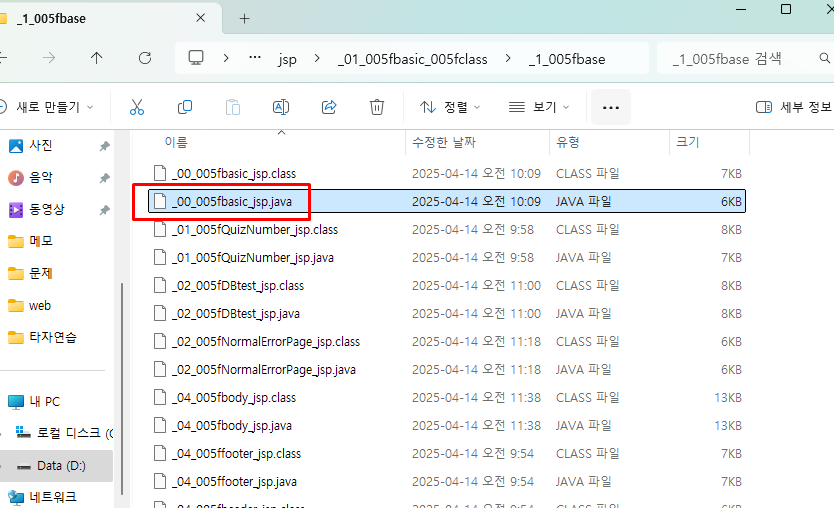 _1_005fbase
jsp
_01_005fbasic_005fclass
_1_005fbase
_1_005fbase 검색
새로 만들기
정렬
보기
세부 정보
사진
음악
동영상
메모
문제
web
타자연습
내 PC
로컬 디스크 (C
Data (D:)
네트워크
이름 수정한 날짜 유형 크기
_00_005fbasic_jsp.class 2025-04-14 오전 10:09 CLASS 파일 7KB
_00_005fbasic_jsp.java 2025-04-14 오전 10:09 JAVA 파일 6KB
_01_005fQuizNumber_jsp.class 2025-04-14 오전 9:58 CLASS 파일 8KB
_01_005fQuizNumber_jsp.java 2025-04-14 오전 9:58 JAVA 파일 7KB
_02_005fDBtest_jsp.class 2025-04-14 오전 11:00 CLASS 파일 8KB
_02_005fDBtest_jsp.java 2025-04-14 오전 11:00 JAVA 파일 8KB
_02_005fNormalErrorPage_jsp.class 2025-04-14 오전 11:18 CLASS 파일 6KB
_02_005fNormalErrorPage_jsp.java 2025-04-14 오전 11:18 JAVA 파일 6KB
_04_005fbody_jsp.class 2025-04-14 오전 11:38 CLASS 파일 13KB
_04_005fbody_jsp.java 2025-04-14 오전 11:38 JAVA 파일 13KB
_04_005ffooter_jsp.class 2025-04-14 오전 9:54 CLASS 파일 6KB
_04_005ffooter_jsp.java 2025-04-14 오전 9:54 JAVA 파일 6KB